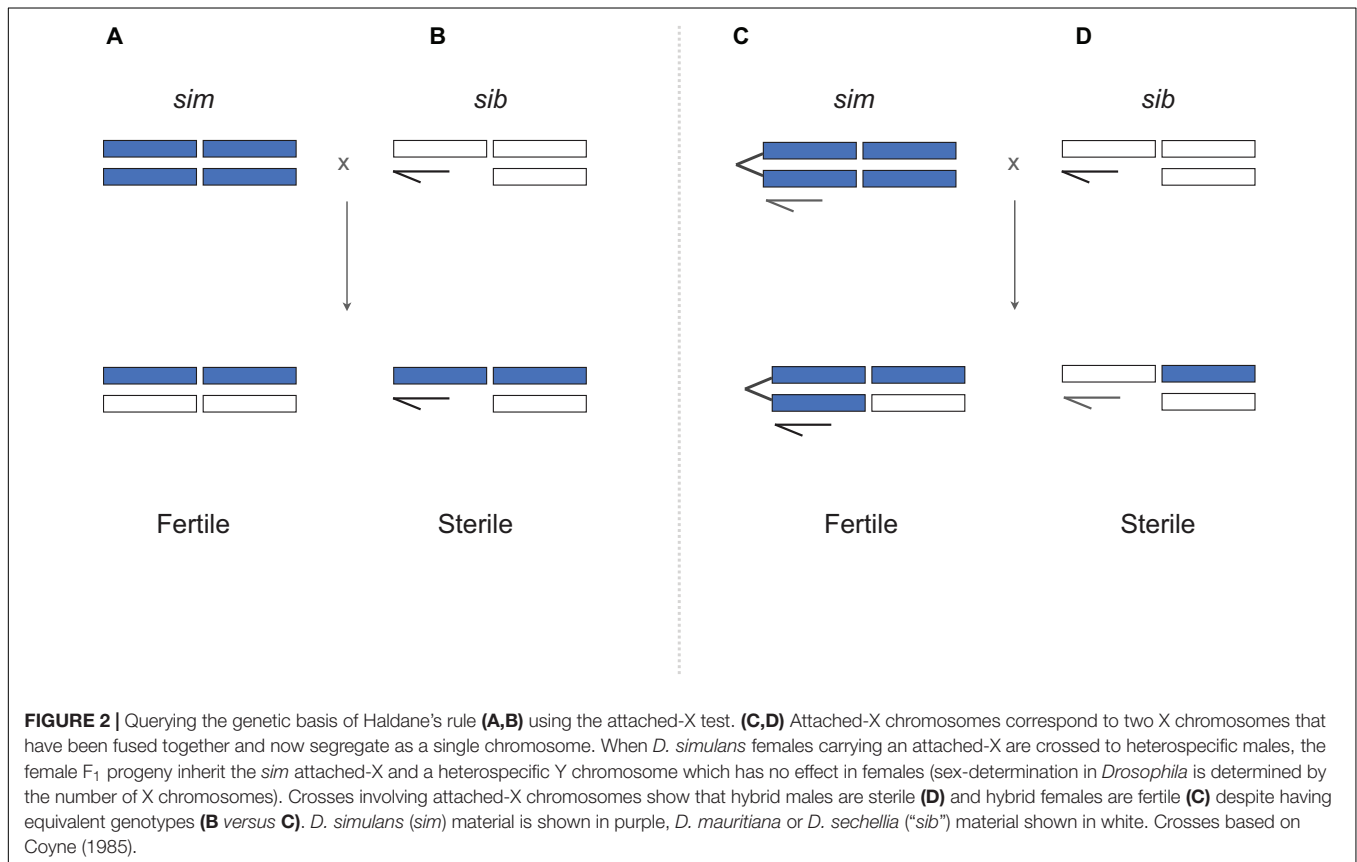 A B C D
sim sib sim sib
x x
Fertile Sterile Fertile Sterile
FIGURE 2 | Querying the genetic basis of Haldane's rule (A,B) using the attached-X test. (C,D) Attached-X chromosomes correspond to two X chromosomes that
have been fused together and now segregate as a single chromosome. When D. simulans females carrying an attached-X are crossed to heterospecific males, the
female F₁ progeny inherit the sim attached-X and a heterospecific Y chromosome which has no effect in females (sex-determination in Drosophila is determined by
the number of X chromosomes). Crosses involving attached-X chromosomes show that hybrid males are sterile (D) and hybrid females are fertile (C) despite having
equivalent genotypes (B versus C). D. simulans (sim) material is shown in purple, D. mauritiana or D. sechellia ("sib") material shown in white. Crosses based on
Coyne (1985).